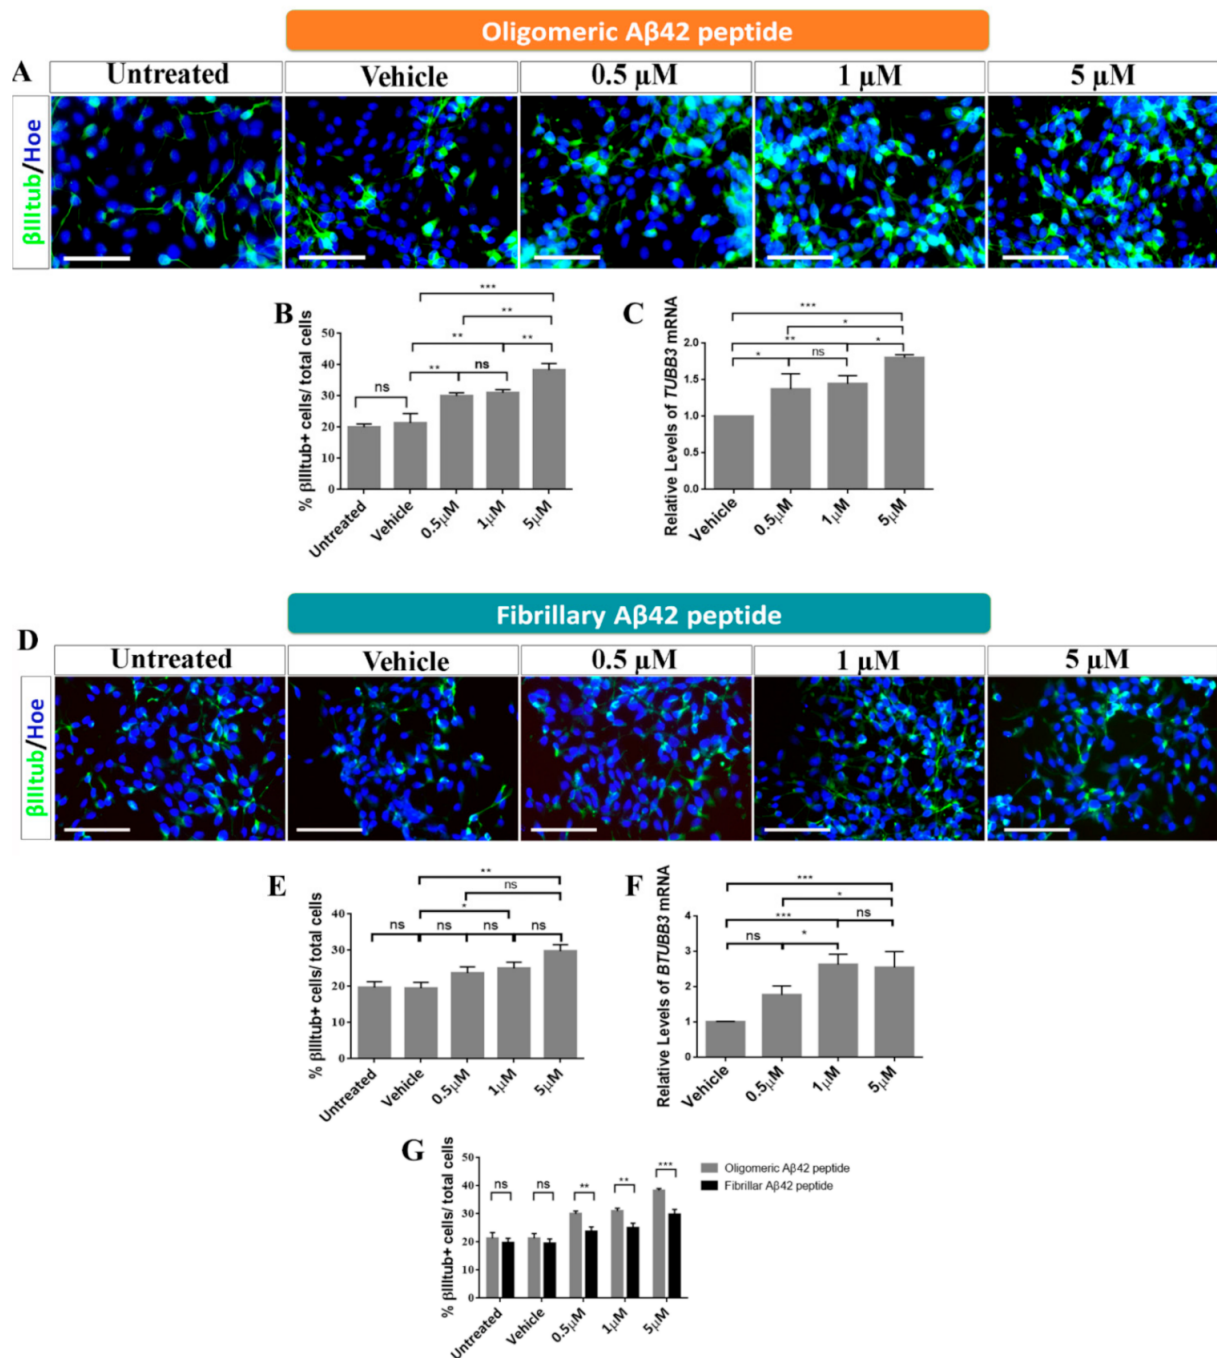 Oligomeric Aβ42 peptide
A
Untreated Vehicle 0.5 µM 1 µM 5 µM
βIIItub/Hoe
B
% βIIItub+ cells/ total cells
50
40
30
20
10
0
ns
**
ns
**
**
**
***
Untreated Vehicle 0.5µM 1µM 5µM
C
Relative Levels of TUBB3 mRNA
2.0
1.5
1.0
0.5
0.0
*
ns
**
*
*
***
Vehicle 0.5µM 1µM 5µM
Fibrillary Aβ42 peptide
D
Untreated Vehicle 0.5 µM 1 µM 5 µM
βIIItub/Hoe
E
% βIIItub+ cells/ total cells
40
30
20
10
0
ns ns ns ns
*
ns
**
Untreated Vehicle 0.5µM 1µM 5µM
F
Relative Levels of BTUBB3 mRNA
4
3
2
1
0
ns
*
***
ns
*
***
Vehicle 0.5µM 1µM 5µM
G
% βIIItub+ cells/ total cells
50
40
30
20
10
0
ns ns ** ** ***
Untreated Vehicle 0.5µM 1µM 5µM
Oligomeric Aβ42 peptide
Fibrillar Aβ42 peptide